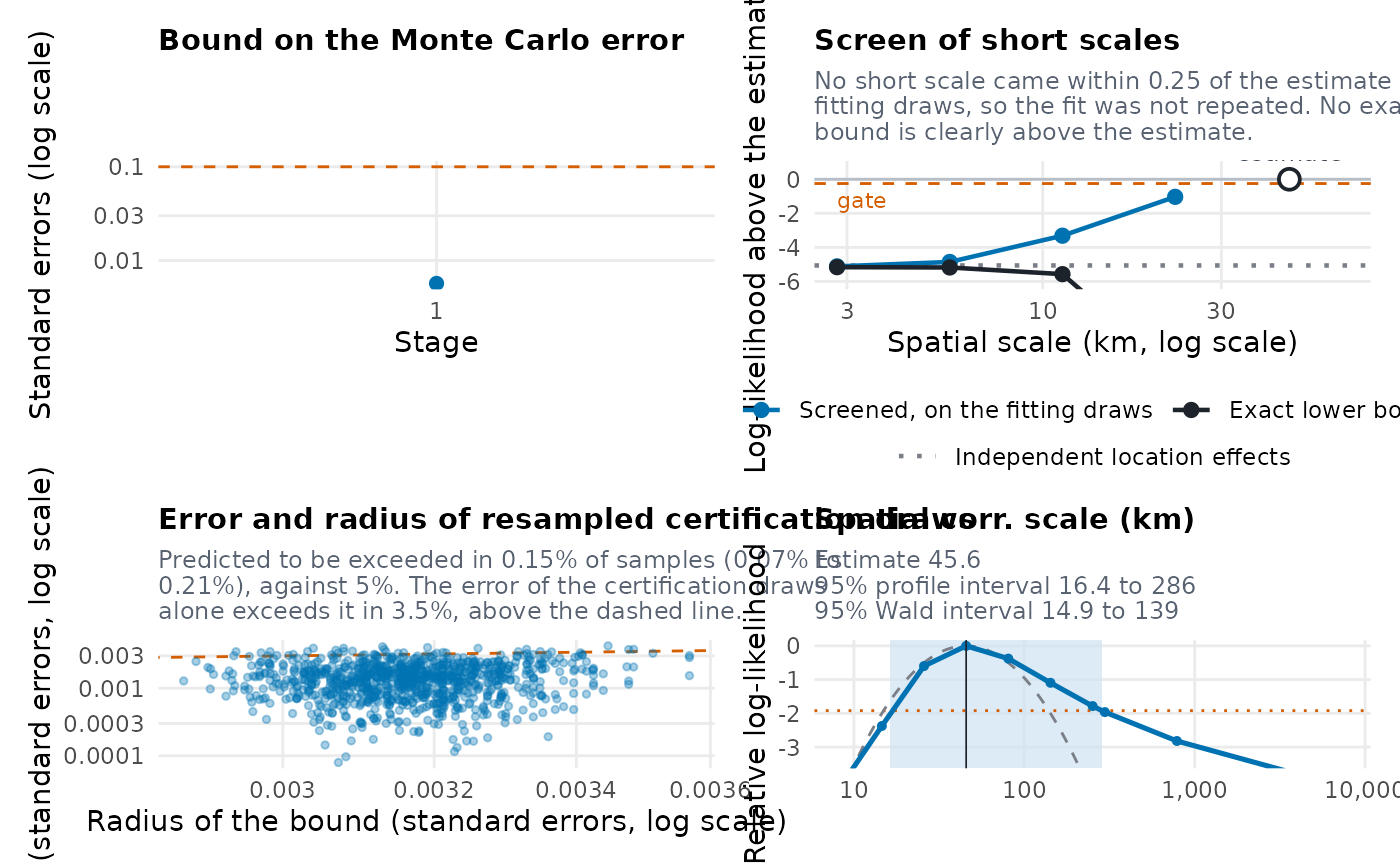 Bound on the Monte Carlo error
Standard errors (log scale)
0.1
0.03
0.01
1
Stage
Screen of short scales
No short scale came within 0.25 of the estimate
fitting draws, so the fit was not repeated. No exa
bound is clearly above the estimate.
Log-likelihood above the estimat
estimate
gate
0
-2
-4
-6
3
10
30
Spatial scale (km, log scale)
Screened, on the fitting draws
Exact lower bo
Independent location effects
Error and radius of resampled certification draws
Predicted to be exceeded in 0.15% of samples (0.07% to
0.21%), against 5%. The error of the certification draws
alone exceeds it in 3.5%, above the dashed line.
(standard errors, log scale)
0.003
0.001
0.0003
0.0001
0.003
0.0032
0.0034
0.0036
Radius of the bound (standard errors, log scale)
Spatial corr. scale (km)
Estimate 45.6
95% profile interval 16.4 to 286
95% Wald interval 14.9 to 139
Relative log-likelihood
0
-1
-2
-3
10
100
1,000
10,000